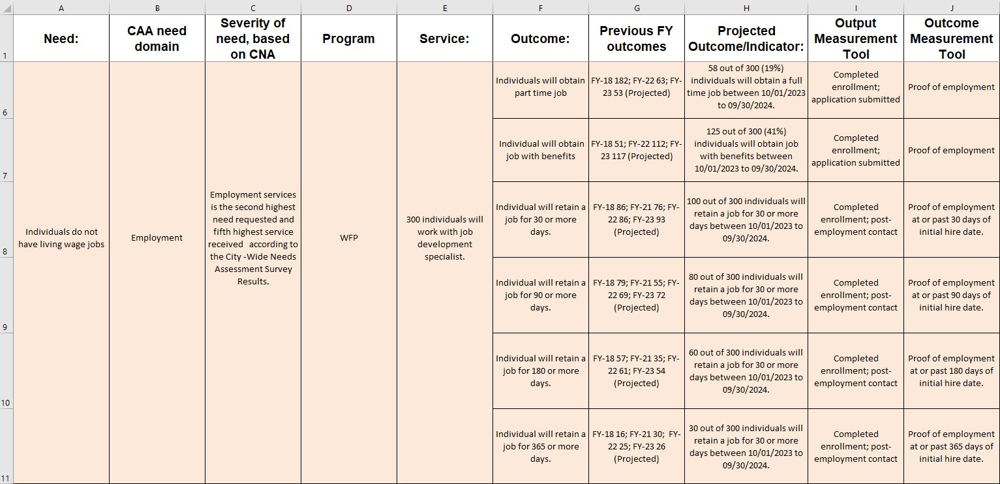 A B C D E F G H I J
1
Need:
CAA need
domain
Severity of
need, based
on CNA
Program
Service:
Outcome:
Previous FY
outcomes
Projected
Outcome/Indicator:
Output
Measurement
Tool
Outcome
Measurement
Tool
Individuals do not
have living wage jobs
Employment
Employment services
is the second highest
need requested and
fifth highest service
received   according to
the City -Wide Needs
Assessment Survey
Results.
WFP
300 individuals will
work with job
development
specialist.
6
Individuals will obtain
part time job
FY-18 182; FY-22 63; FY-
23 53 (Projected)
58 out of 300 (19%)
individuals will obtain a full
time job between 10/01/2023
to 09/30/2024.
Completed
enrollment;
application submitted
Proof of employment
7
Individual will obtain
job with benefits
FY-18 51; FY-22 112; FY-
23 117 (Projected)
125 out of 300 (41%)
individuals will obtain job
with benefits between
10/01/2023 to 09/30/2024.
Completed
enrollment;
application submitted
Proof of employment
8
Individual will retain a
job for 30 or more
days.
FY-18 86; FY-21 76; FY-
22 86; FY-23 93
(Projected)
100 out of 300 individuals will
retain a job for 30 or more
days between 10/01/2023 to
09/30/2024.
Completed
enrollment; post-
employment contact
Proof of employment
at or past 30 days of
initial hire date.
9
Individual will retain a
job for 90 or more
days.
FY-18 79; FY-21 55; FY-
22 69; FY-23 72
(Projected)
80 out of 300 individuals will
retain a job for 30 or more
days between 10/01/2023 to
09/30/2024.
Completed
enrollment; post-
employment contact
Proof of employment
at or past 90 days of
initial hire date.
10
Individual will retain a
job for 180 or more
days.
FY-18 57; FY-21 35; FY-
22 61; FY-23 54
(Projected)
60 out of 300 individuals will
retain a job for 30 or more
days between 10/01/2023 to
09/30/2024.
Completed
enrollment; post-
employment contact
Proof of employment
at or past 180 days of
initial hire date.
11
Individual will retain a
job for 365 or more
days.
FY-18 16; FY-21 30;  FY-
22 25; FY-23 26
(Projected)
30 out of 300 individuals will
retain a job for 30 or more
days between 10/01/2023 to
09/30/2024.
Completed
enrollment; post-
employment contact
Proof of employment
at or past 365 days of
initial hire date.